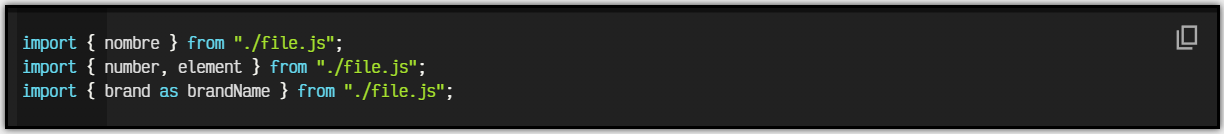 import { nombre } from "./file.js";
import { number, element } from "./file.js";
import { brand as brandName } from "./file.js";